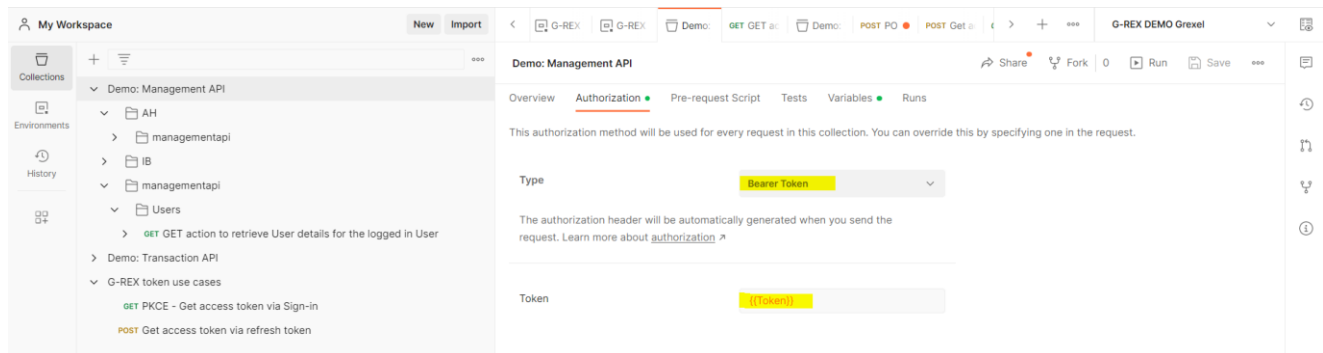 My Workspace
New Import
G-REX
G-REX
Demo:
GET GET ac
Demo:
POST PO
POST Get a
G-REX DEMO Grexel
Collections
Environments
History
Demo: Management API
AH
managementapi
IB
managementapi
Users
GET GET action to retrieve User details for the logged in User
Demo: Transaction API
G-REX token use cases
GET PKCE - Get access token via Sign-in
POST Get access token via refresh token
Demo: Management API
Share Fork 0 Run Save
Overview Authorization Pre-request Script Tests Variables Runs
This authorization method will be used for every request in this collection. You can override this by specifying one in the request.
Type Bearer Token
The authorization header will be automatically generated when you send the
request. Learn more about authorization ↗
Token {{Token}}